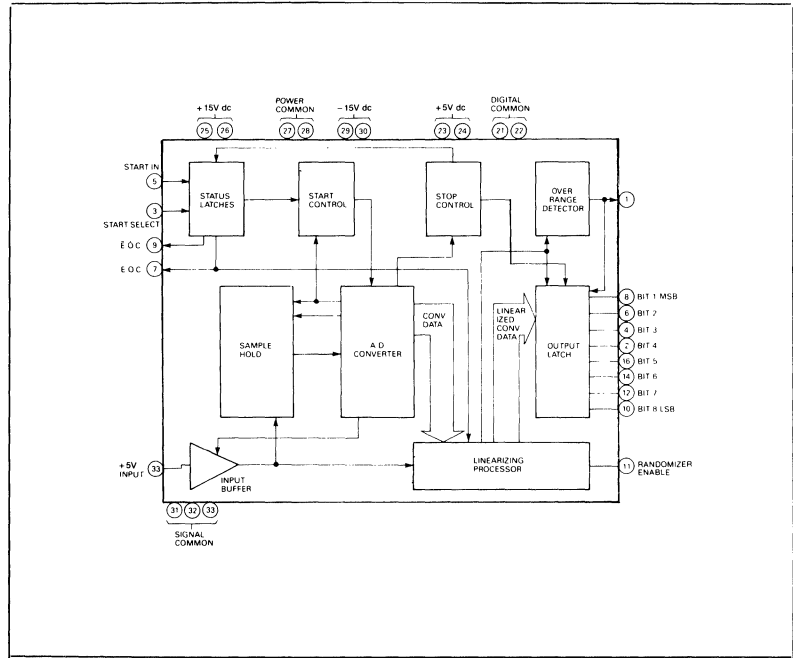 +15V dc
25 26
POWER
COMMON
27 28
-15V dc
29 30
+5V dc
23 24
DIGITAL
COMMON
21 22
START IN
5
3
START SELECT
E O C 9
E O C 7
STATUS
LATCHES
START
CONTROL
STOP
CONTROL
OVER
RANGE
DETECTOR
1
SAMPLE
HOLD
A D
CONVERTER
CONV
DATA
LINEAR
IZED
CONV
DATA
OUTPUT
LATCH
8 BIT 1 MSB
6 BIT 2
4 BIT 3
2 BIT 4
16 BIT 5
14 BIT 6
12 BIT 7
10 BIT 8 LSB
+5V
INPUT 33
INPUT
BUFFER
LINEARIZING
PROCESSOR
11 RANDOMIZER
ENABLE
31 32 33
SIGNAL
COMMON